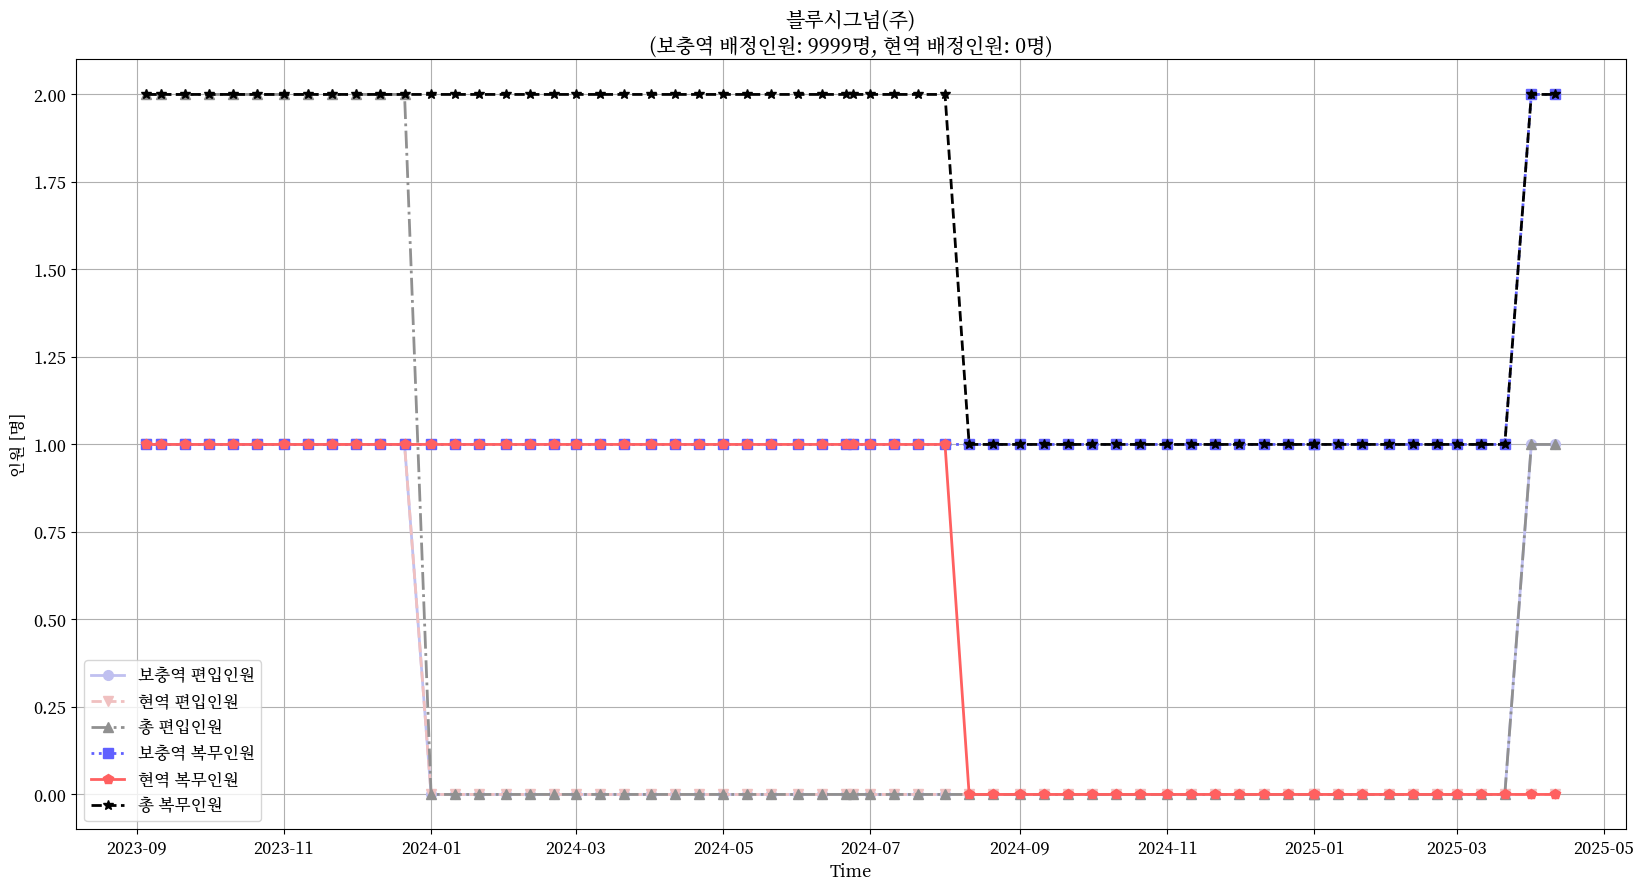 블루시그넘(주)
(보충역 배정인원: 9999명, 현역 배정인원: 0명)
인원 [명]
2.00
1.75
1.50
1.25
1.00
0.75
0.50
0.25
0.00
보충역 편입인원
현역 편입인원
총 편입인원
보충역 복무인원
현역 복무인원
총 복무인원
2023-09
2023-11
2024-01
2024-03
2024-05
2024-07
2024-09
2024-11
2025-01
2025-03
2025-05
Time